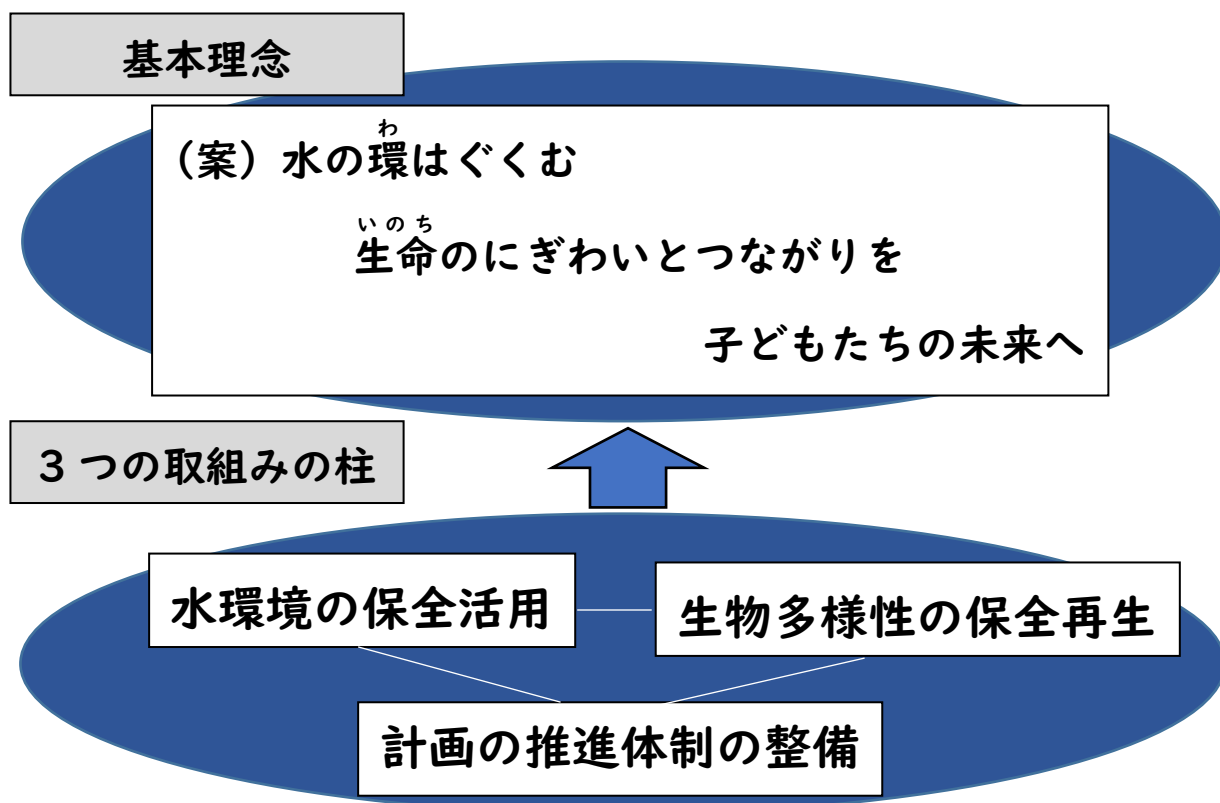 基本理念
（案）水の環はぐくむ
わ
生命のにぎわいとつながりを
いのち
子どもたちの未来へ
3つの取組みの柱
水環境の保全活用
生物多様性の保全再生
計画の推進体制の整備